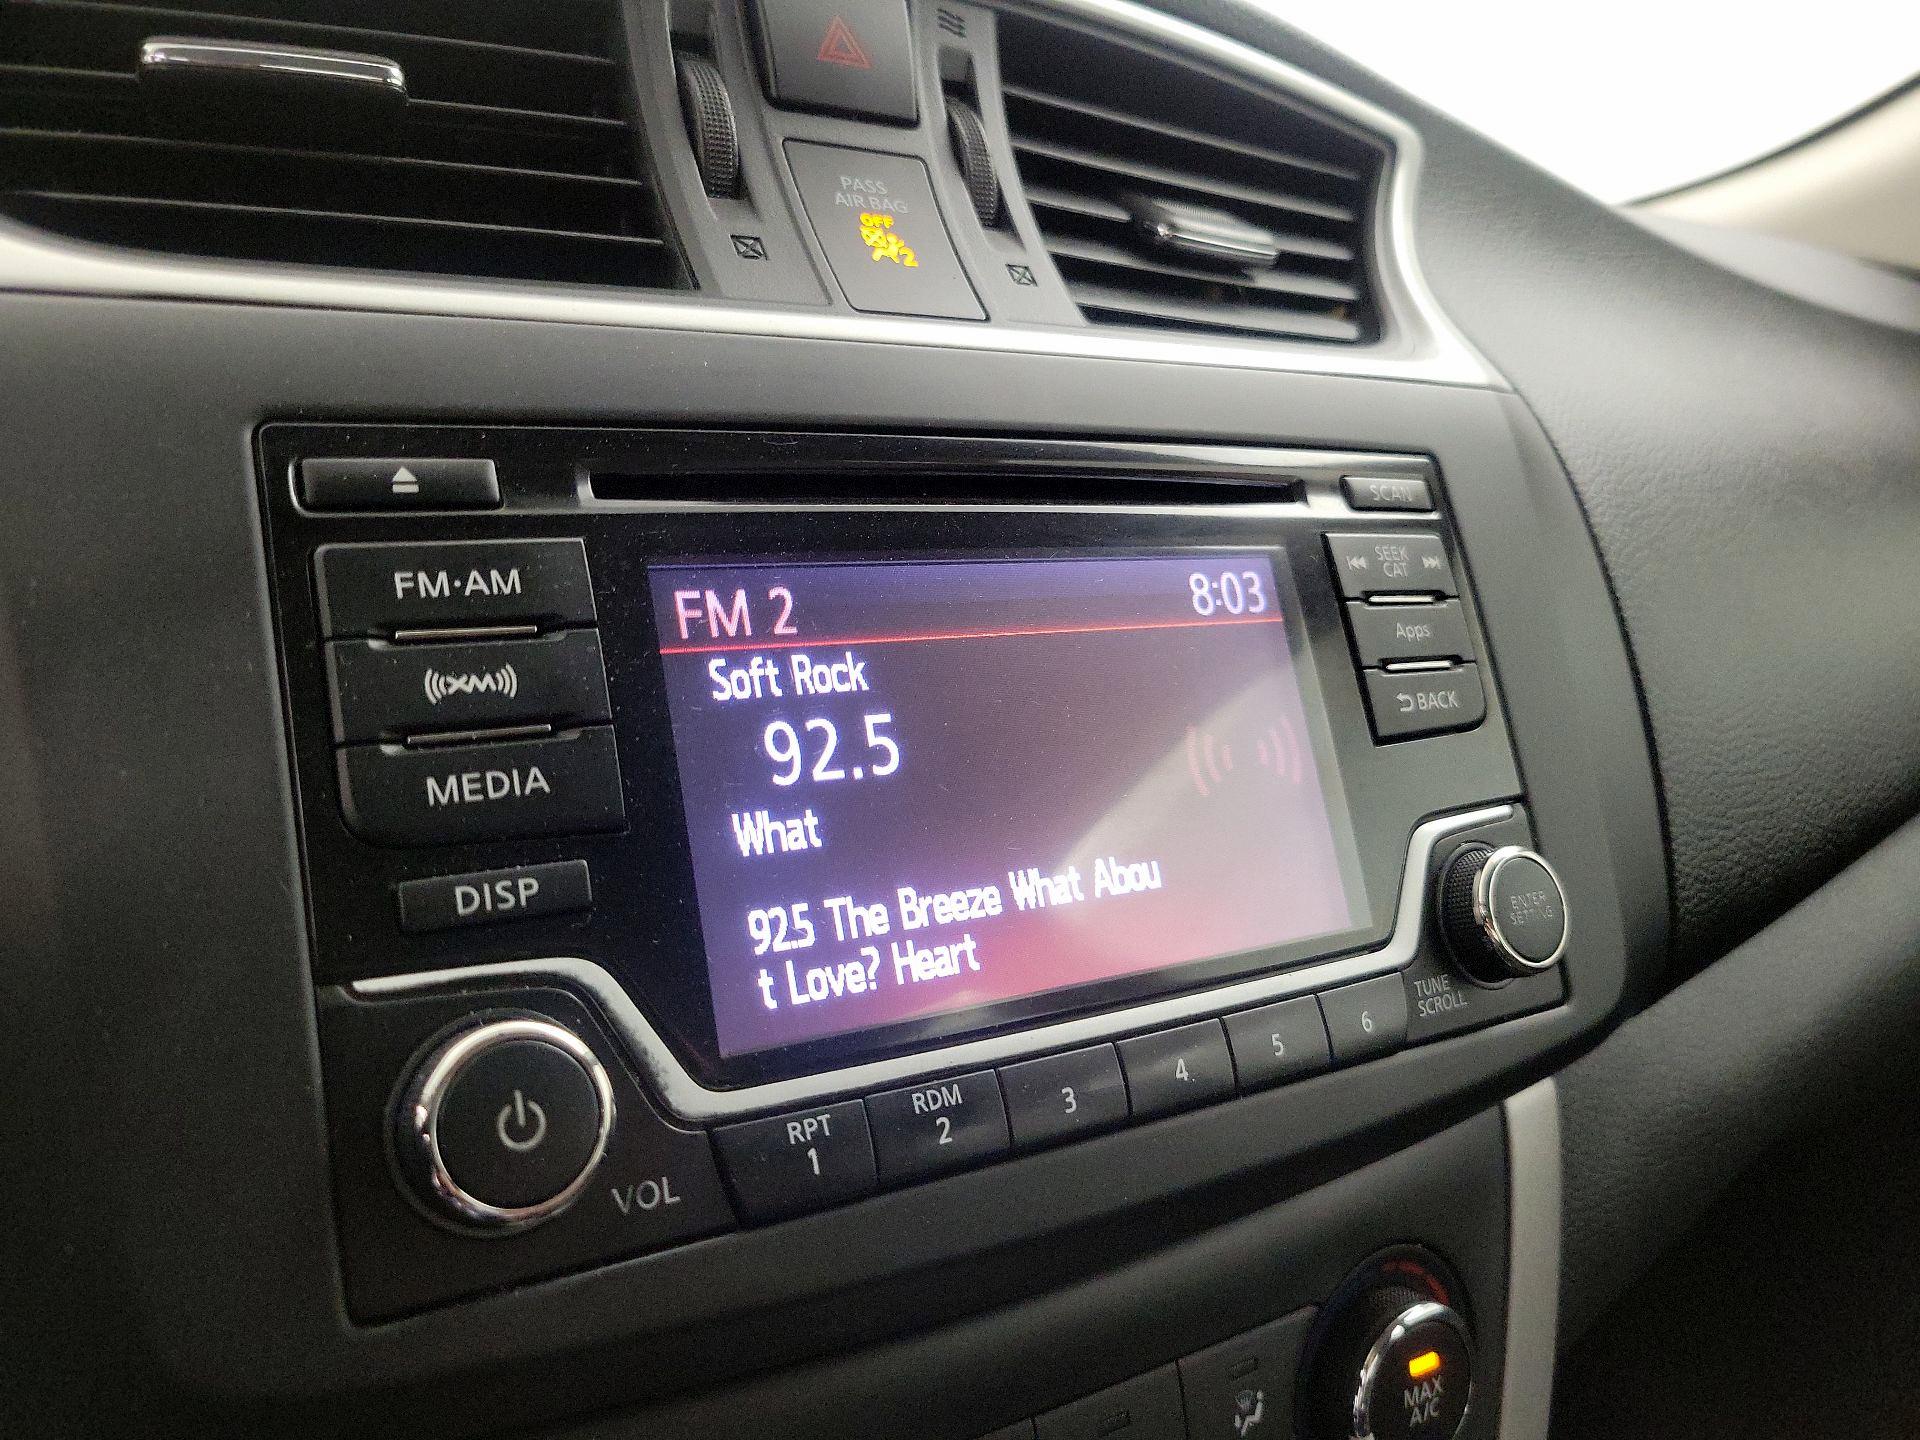 PASS
AIR BAG
OFF
2
SCAN
FM·AM
SEEK
CAT
FM 2 8:03
Apps
Soft Rock
XM
BACK
92.5
MEDIA
What
DISP
92.5 The Breeze What Abou
t Love? Heart
ENTER
SETTING
TUNE
SCROLL
VOL
RPT
1
RDM
2
3
4
5
6
MAX
A/C